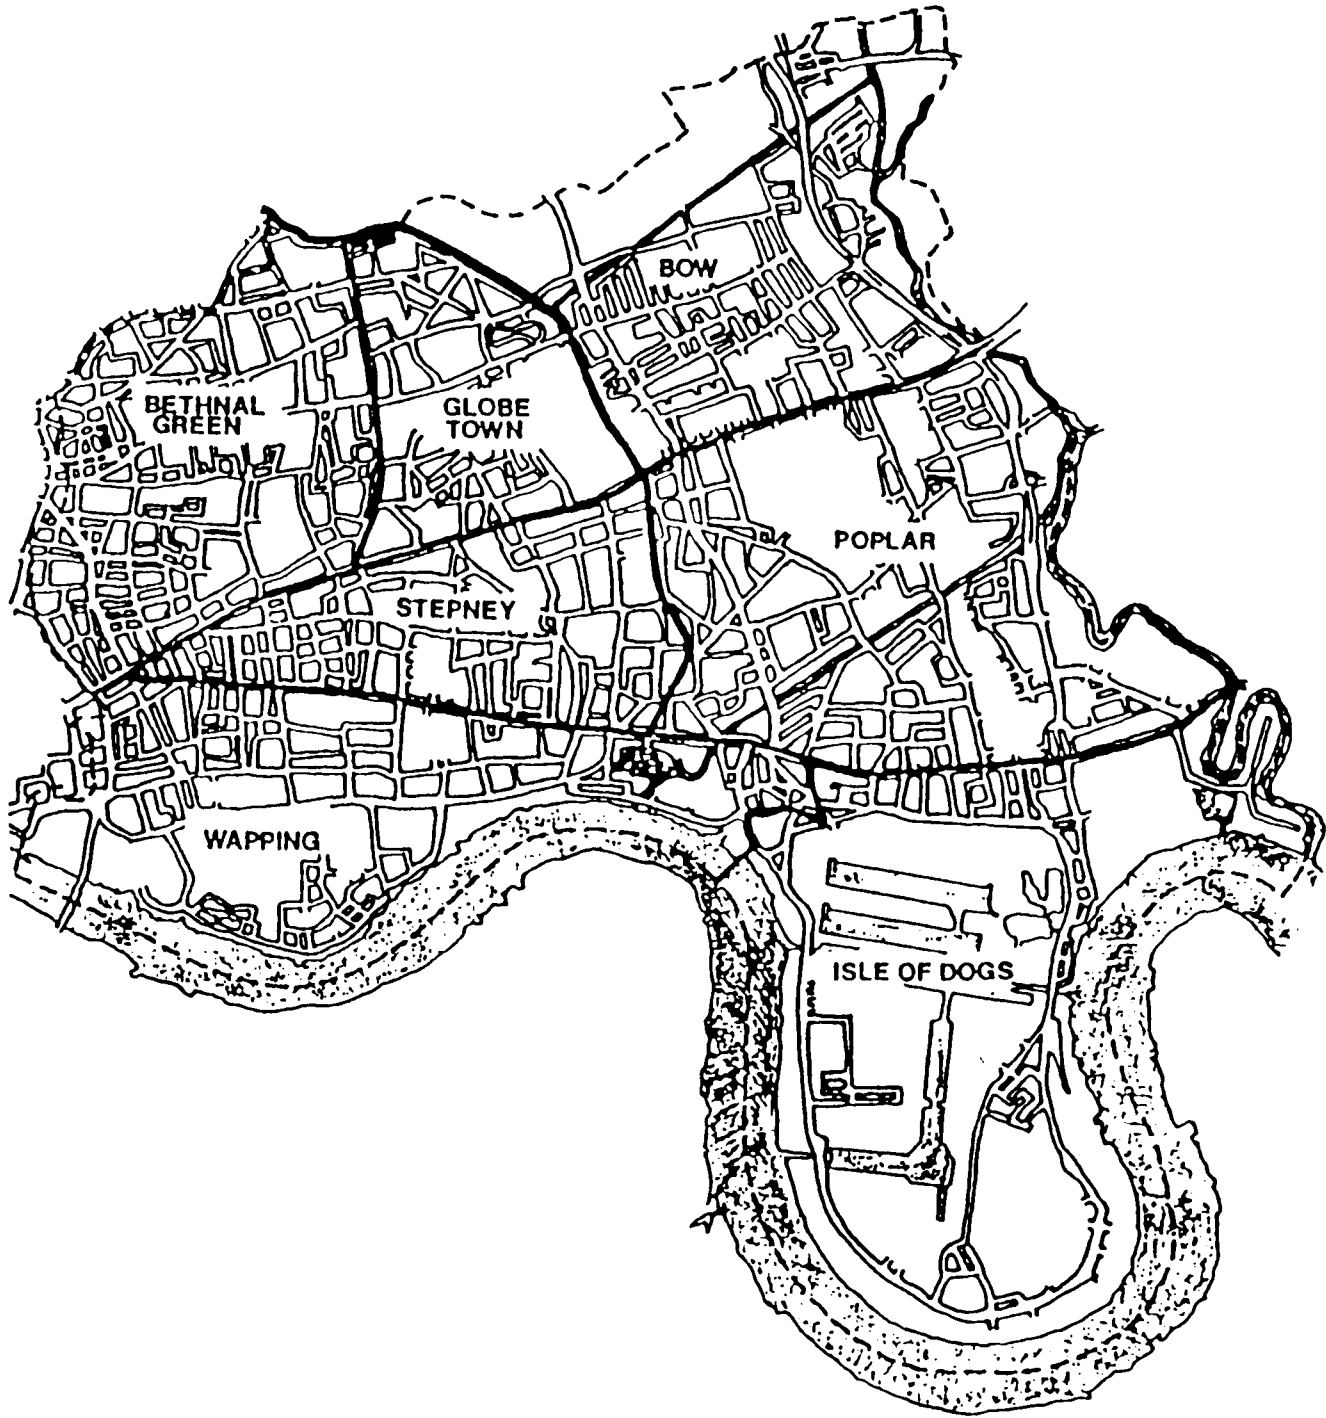 BOW
BETHNAL
GREEN
GLOBE
TOWN
POPLAR
STEPNEY
WAPPING
ISLE OF DOGS